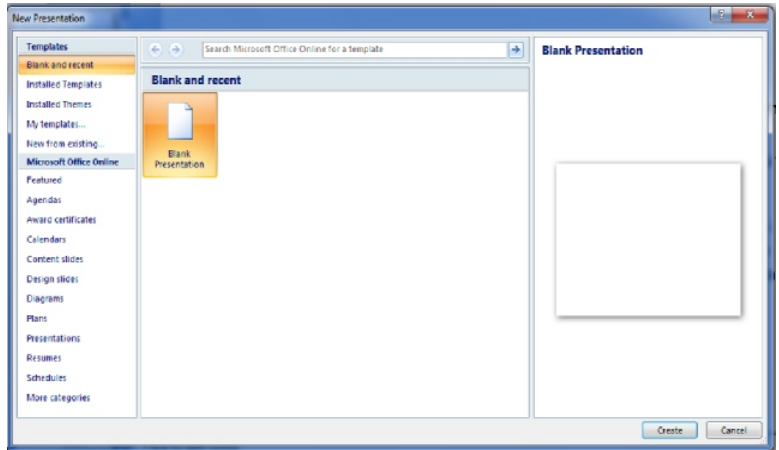 New Presentation
Templates
Blank and recent
Installed Templates
Installed Themes
My templates...
New from existing...
Microsoft Office Online
Featured
Agendas
Award certificates
Calendars
Content slides
Design slides
Diagrams
Plans
Presentations
Resumes
Schedules
More categories
Search Microsoft Office Online for a template
Blank and recent
Blank
Presentation
Blank Presentation
Create
Cancel